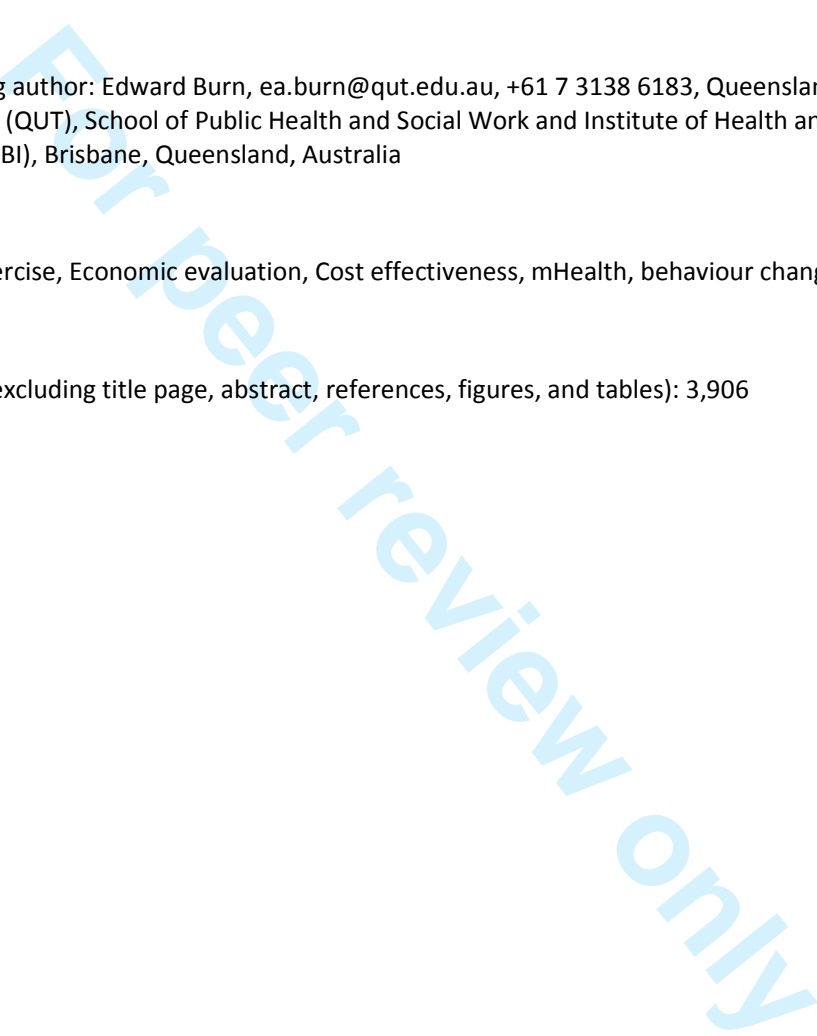 g author: Edward Burn, ea.burn@qut.edu.au, +61 7 3138 6183, Queenslan
(QUT), School of Public Health and Social Work and Institute of Health an
BI), Brisbane, Queensland, Australia
ercise, Economic evaluation, Cost effectiveness, mHealth, behaviour chang
excluding title page, abstract, references, figures, and tables): 3,906
For peer review only